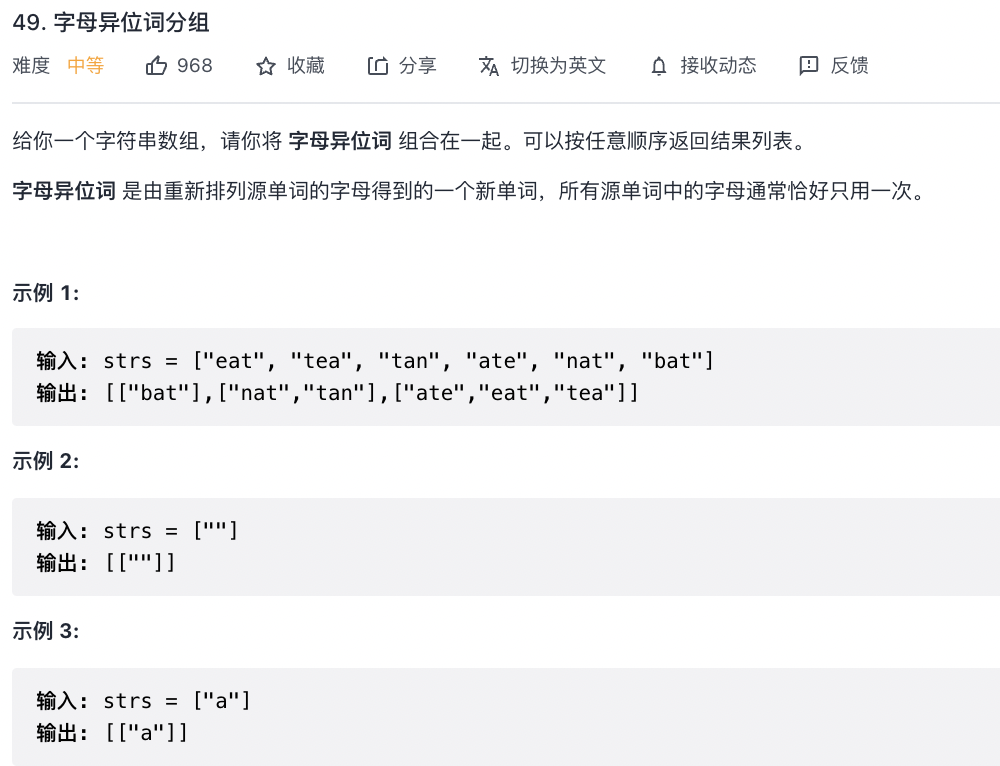 49. 字母异位词分组
难度 中等 968 收藏 分享 切换为英文 接收动态 反馈
给你一个字符串数组，请你将 字母异位词 组合在一起。可以按任意顺序返回结果列表。
字母异位词 是由重新排列源单词的字母得到的一个新单词，所有源单词中的字母通常恰好只用一次。
示例 1:
输入: strs = ["eat", "tea", "tan", "ate", "nat", "bat"]
输出: [["bat"],["nat","tan"],["ate","eat","tea"]]
示例 2:
输入: strs = [""]
输出: [[""]]
示例 3:
输入: strs = ["a"]
输出: [["a"]]